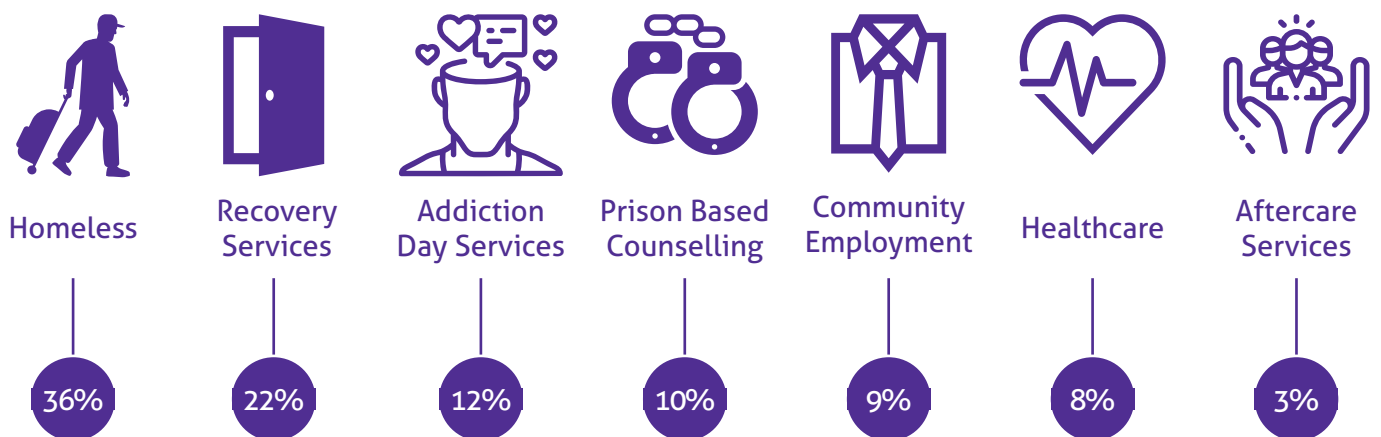 Homeless
Recovery
Services
Addiction
Day Services
Prison Based
Counselling
Community
Employment
Healthcare
Aftercare
Services
36%
22%
12%
10%
9%
8%
3%